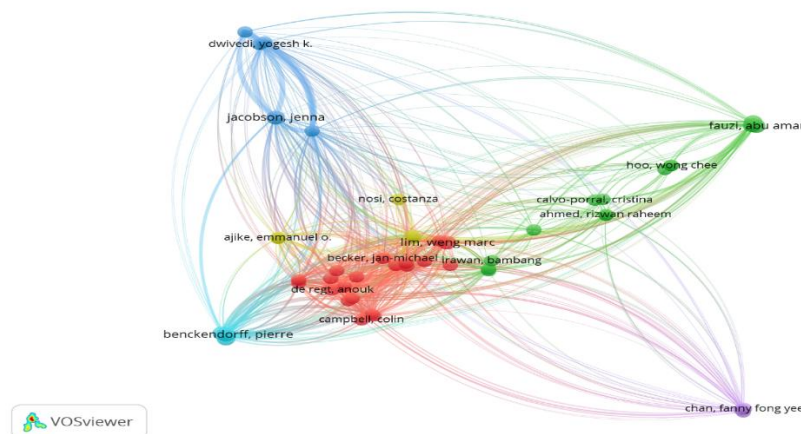 dwivedi, yogesh k.
jacobson, jenna
fauzi, abu amar
hoo, wong chee
nosi, costanza
calvo-porral, cristina
ahmed, rizwan raheem
ajike, emmanuel o.
lim, weng marc
becker, jan-michael
irawan, bambang
de regt, anouk
campbell, colin
benckendorff, pierre
chan, fanny fong yee
VOSviewer